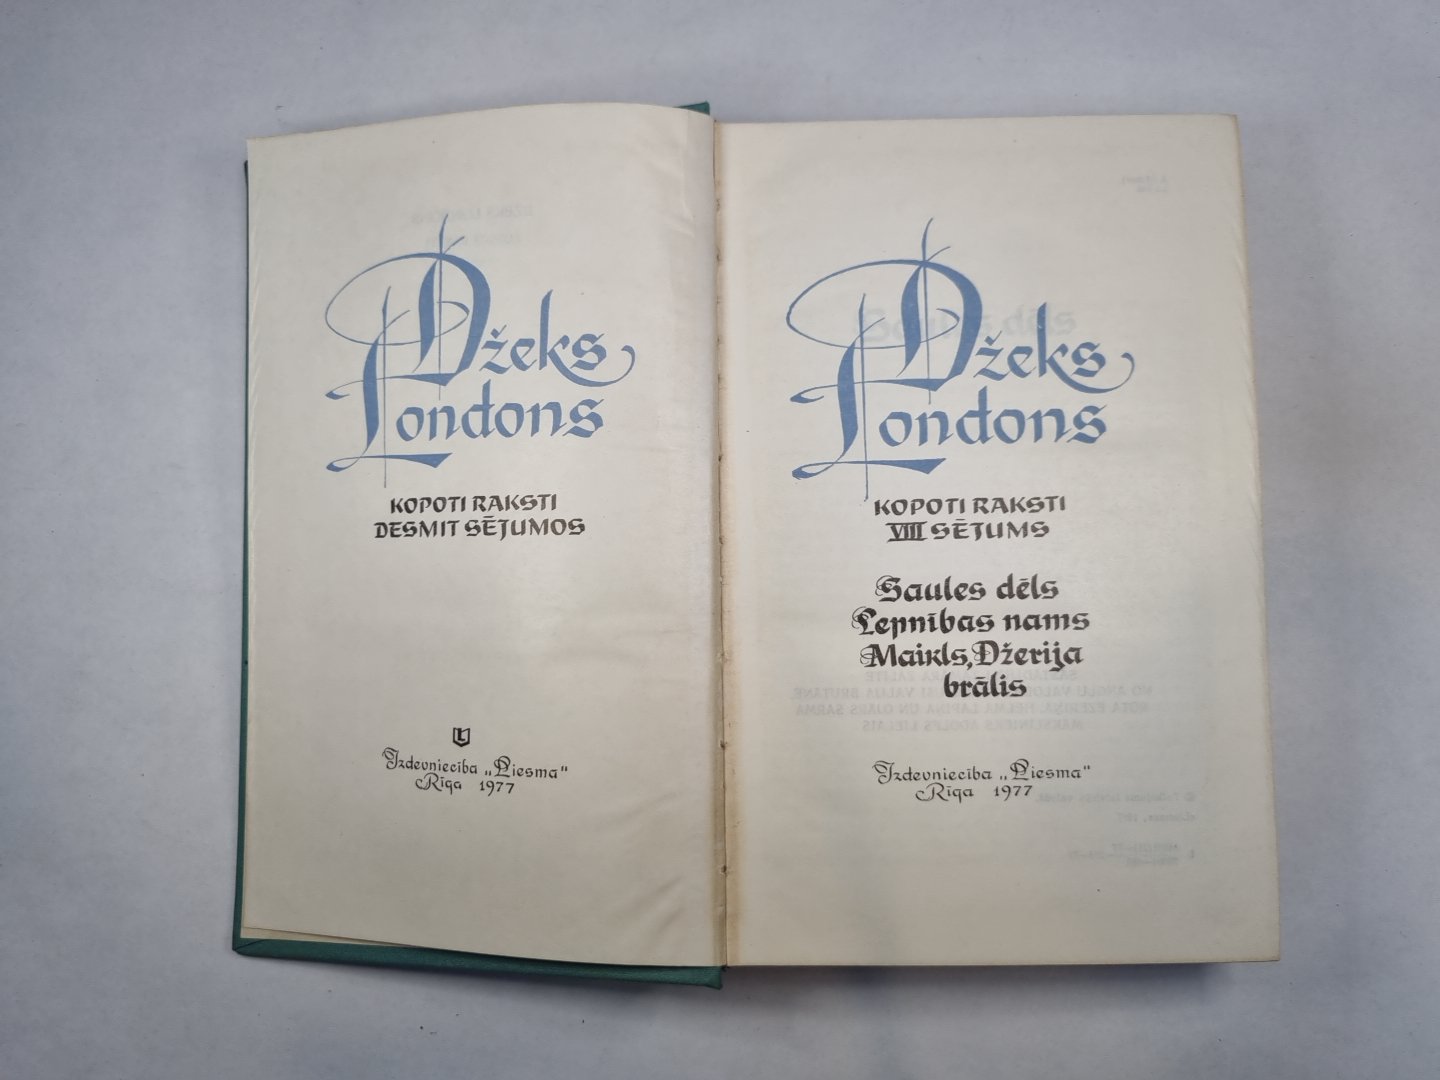 Džeks
Londons
KOPOTI RAKSTI
DESMIT SĒJUMOS
Izdevniecība „Liesma"
Rīga 1977
Džeks
Londons
KOPOTI RAKSTI
VIII SĒJUMS
Saules dēls
Lepnības nams
Maikls, Džerija
brālis
Izdevniecība „Liesma"
Rīga 1977